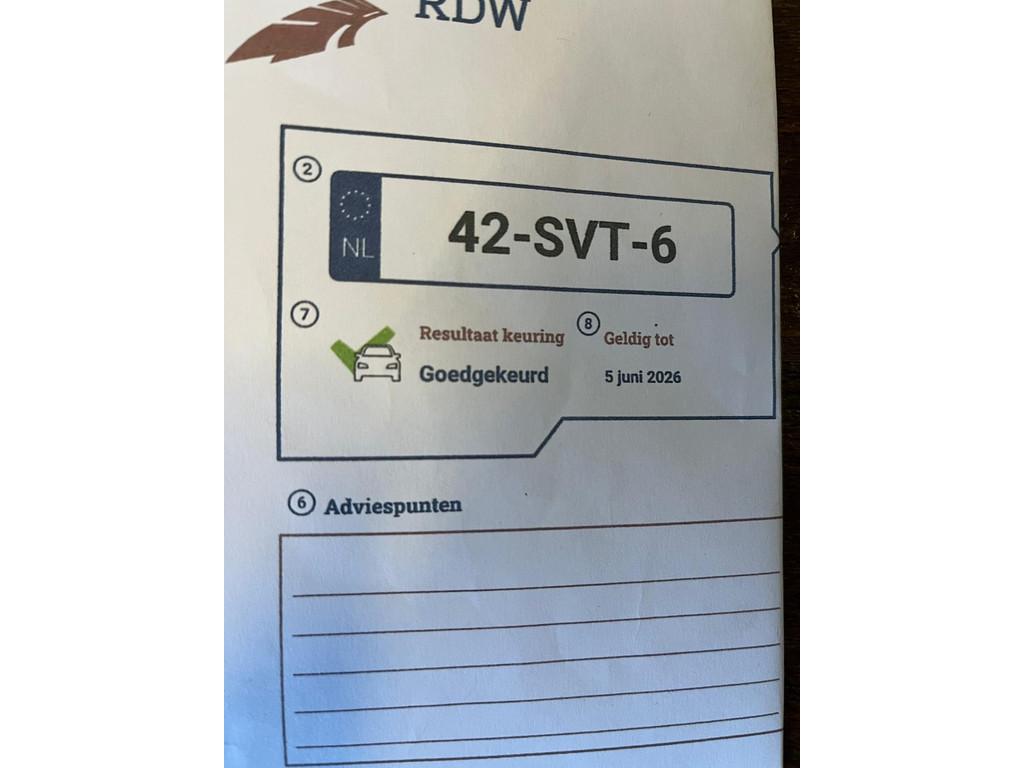 RDW
2
NL 42-SVT-6
7 Resultaat keuring 8 Geldig tot
Goedgekeurd 5 juni 2026
6 Adviespunten